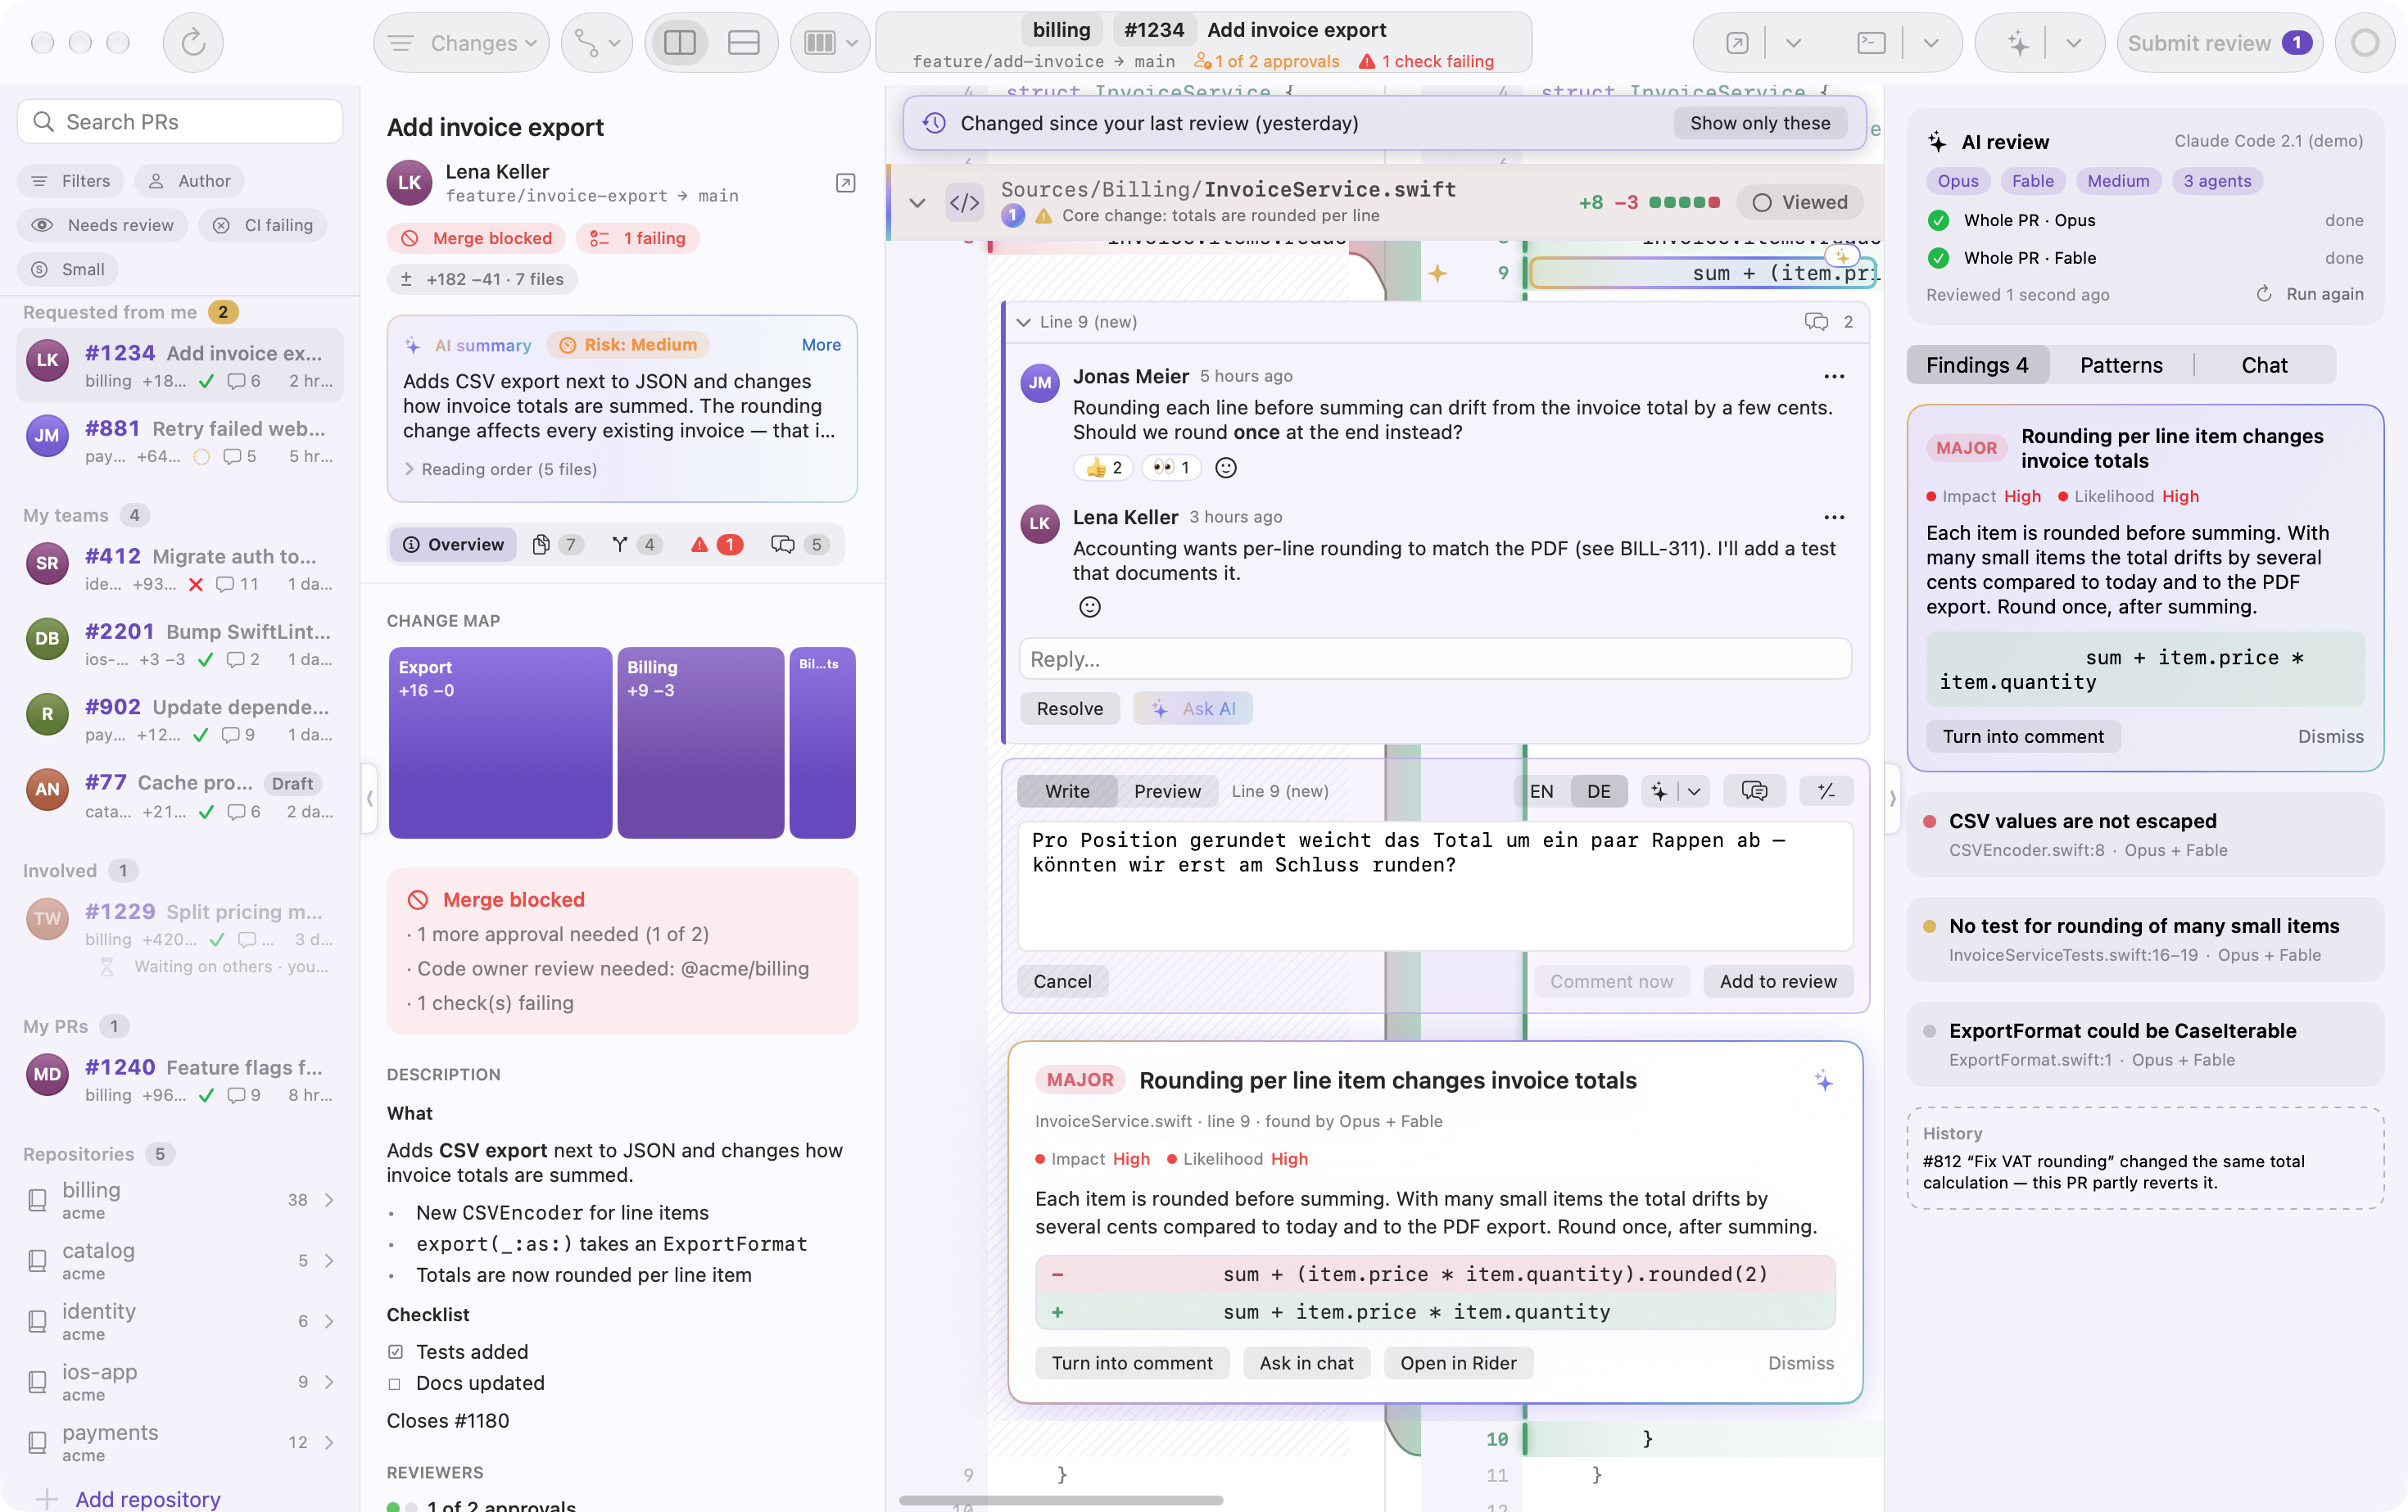 Changes
billing #1234 Add invoice export
feature/add-invoice → main 1 of 2 approvals 1 check failing
Submit review 1
Search PRs
Filters Author
Needs review CI failing
Small
Requested from me 2
LK #1234 Add invoice ex...
billing +18... 6 2 hr...
JM #881 Retry failed web...
pay... +64... 5 5 hr...
My teams 4
SR #412 Migrate auth to...
ide... +93... 11 1 da...
DB #2201 Bump SwiftLint...
ios-... +3 −3 2 1 da...
R #902 Update depende...
pay... +12... 9 1 da...
AN #77 Cache pro... Draft
cata... +21... 6 2 da...
Involved 1
TW #1229 Split pricing m...
billing +420... ... 3 d...
Waiting on others · you...
My PRs 1
MD #1240 Feature flags f...
billing +96... 9 8 hr...
Repositories 5
billing
acme
38
catalog
acme
5
identity
acme
6
ios-app
acme
9
payments
acme
12
Add repository
Add invoice export
LK Lena Keller
feature/invoice-export → main
Merge blocked 1 failing
+182 −41 · 7 files
AI summary Risk: Medium More
Adds CSV export next to JSON and changes
how invoice totals are summed. The rounding
change affects every existing invoice — that i...
Reading order (5 files)
Overview 7 4 1 5
CHANGE MAP
Export
+16 −0
Billing
+9 −3
Bil...ts
Merge blocked
· 1 more approval needed (1 of 2)
· Code owner review needed: @acme/billing
· 1 check(s) failing
DESCRIPTION
What
Adds CSV export next to JSON and changes how
invoice totals are summed.
• New CSVEncoder for line items
• export(_:as:) takes an ExportFormat
• Totals are now rounded per line item
Checklist
Tests added
Docs updated
Closes #1180
REVIEWERS
1 of 2 approvals
4 struct InvoiceService { 4 struct InvoiceService {
Changed since your last review (yesterday) Show only these
Sources/Billing/InvoiceService.swift
1 Core change: totals are rounded per line
+8 −3 Viewed
9 sum + (item.pri
Line 9 (new) 2
JM Jonas Meier 5 hours ago
Rounding each line before summing can drift from the invoice total by a few cents.
Should we round once at the end instead?
👍 2 👀 1
LK Lena Keller 3 hours ago
Accounting wants per-line rounding to match the PDF (see BILL-311). I'll add a test
that documents it.
Reply...
Resolve Ask AI
Write Preview Line 9 (new) EN DE
Pro Position gerundet weicht das Total um ein paar Rappen ab –
könnten wir erst am Schluss runden?
Cancel Comment now Add to review
MAJOR Rounding per line item changes invoice totals
InvoiceService.swift · line 9 · found by Opus + Fable
Impact High Likelihood High
Each item is rounded before summing. With many small items the total drifts by
several cents compared to today and to the PDF export. Round once, after summing.
− sum + (item.price * item.quantity).rounded(2)
+ sum + item.price * item.quantity
Turn into comment Ask in chat Open in Rider Dismiss
10 }
9 } 11 }
10 12
AI review Claude Code 2.1 (demo)
Opus Fable Medium 3 agents
Whole PR · Opus done
Whole PR · Fable done
Reviewed 1 second ago Run again
Findings 4 Patterns Chat
MAJOR Rounding per line item changes
invoice totals
Impact High Likelihood High
Each item is rounded before summing. With
many small items the total drifts by several
cents compared to today and to the PDF
export. Round once, after summing.
sum + item.price *
item.quantity
Turn into comment Dismiss
CSV values are not escaped
CSVEncoder.swift:8 · Opus + Fable
No test for rounding of many small items
InvoiceServiceTests.swift:16–19 · Opus + Fable
ExportFormat could be CaseIterable
ExportFormat.swift:1 · Opus + Fable
History
#812 “Fix VAT rounding” changed the same total
calculation — this PR partly reverts it.